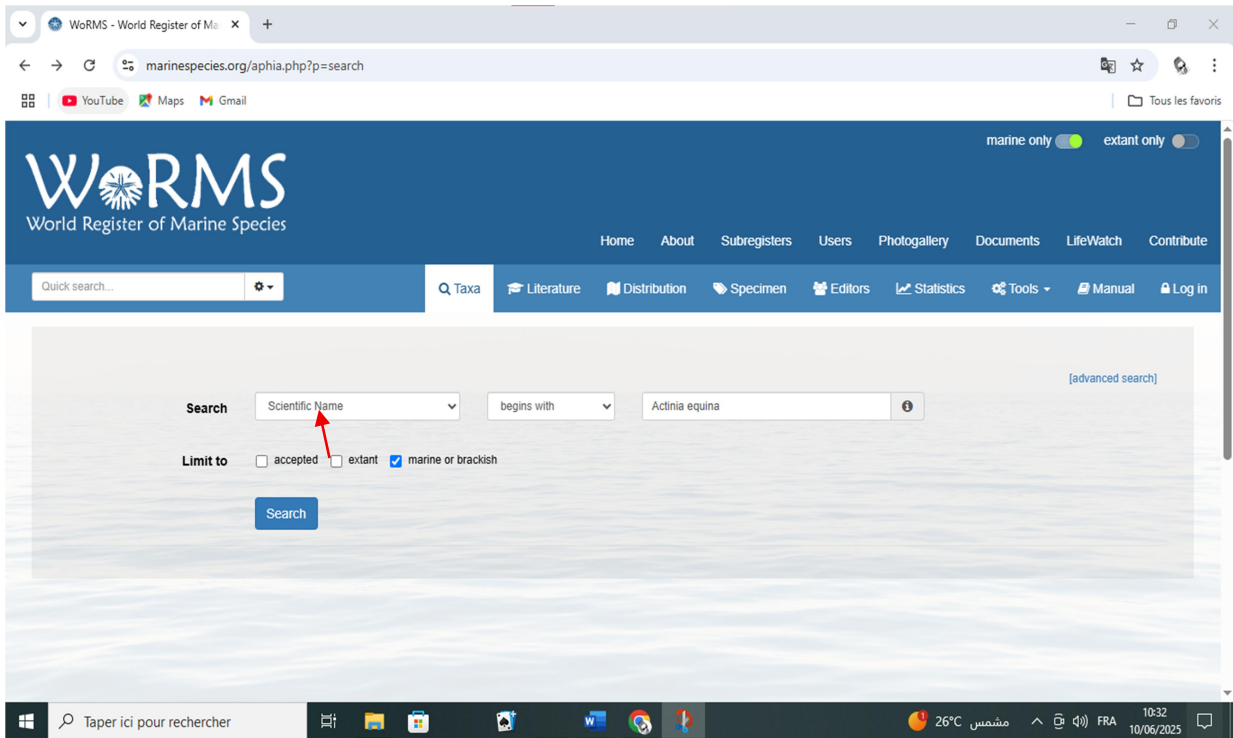 WoRMS - World Register of Ma
marinespecies.org/aphia.php?p=search
YouTube Maps Gmail Tous les favoris
marine only extant only
WoRMS
World Register of Marine Species
Home About Subregisters Users Photogallery Documents LifeWatch Contribute
Quick search... Taxa Literature Distribution Specimen Editors Statistics Tools Manual Log in
[advanced search]
Search Scientific Name begins with Actinia equina
Limit to accepted extant marine or brackish
Search
Taper ici pour rechercher 26°C مشمس FRA 10:32
10/06/2025